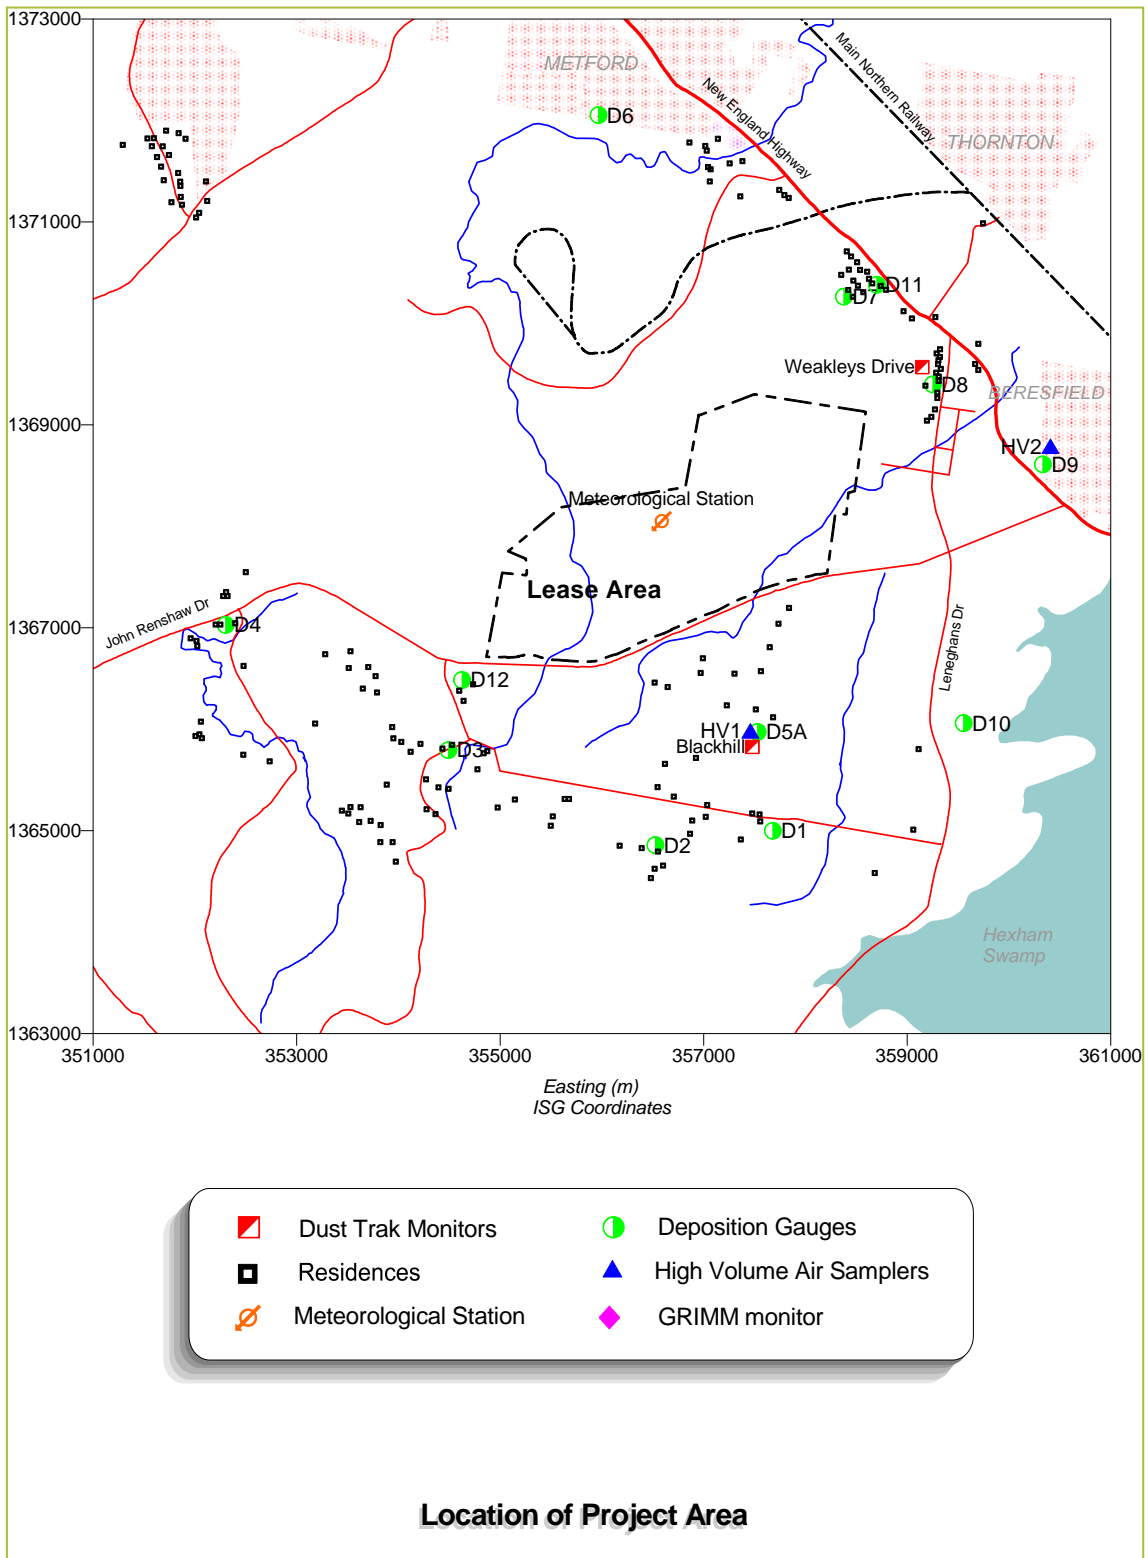 1373000
METFORD
Main Northern Railway
New England Highway
D6
THORNTON
1371000
D11
D7
Weakleys Drive
D8
BERESFIELD
1369000
HV2
D9
Meteorological Station
Lease Area
John Renshaw Dr
D4
1367000
Leneghans Dr
D12
D10
HV1
D5A
Blackhill
D3
1365000
D1
D2
Hexham
Swamp
1363000
351000
353000
355000
357000
359000
361000
Easting (m)
ISG Coordinates
Dust Trak Monitors
Deposition Gauges
Residences
High Volume Air Samplers
Meteorological Station
GRIMM monitor
Location of Project Area